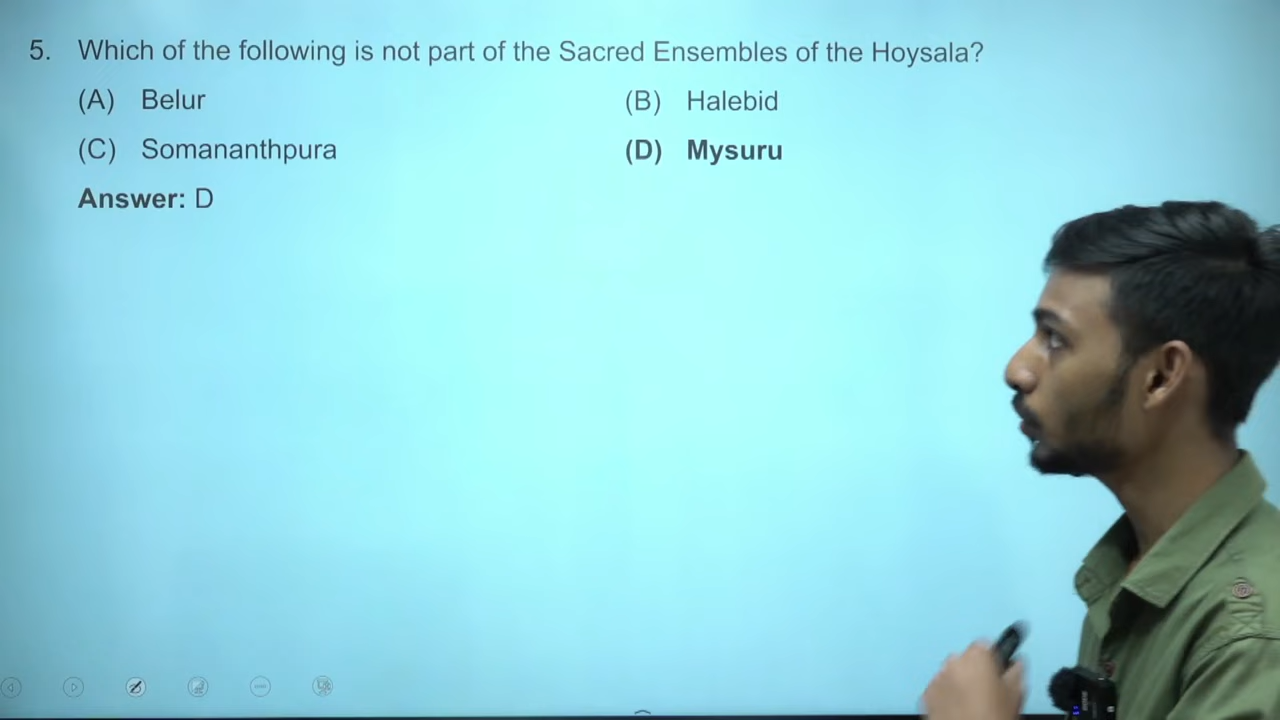 5. Which of the following is not part of the Sacred Ensembles of the Hoysala?
(A) Belur (B) Halebid
(C) Somananthpura (D) Mysuru
Answer: D